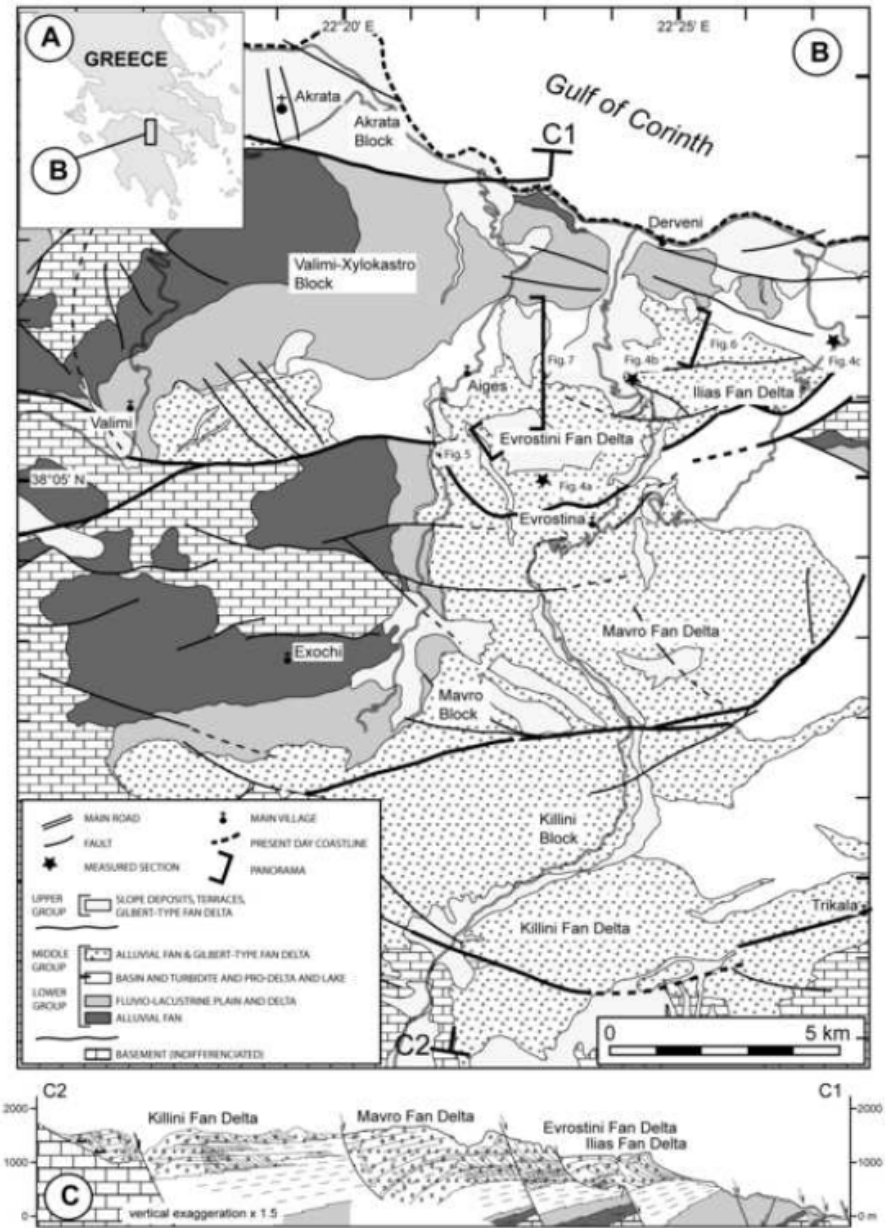 22°20' E
22°25' E
A
GREECE
B
B
Akrata
Akrata
Block
Gulf of Corinth
C1
Derveni
Valimi-Xylokastro
Block
Fig. 7
Fig. 4b
Fig. 6
Fig. 4c
Aiges
Ilias Fan Delta
Valimi
Evrostini Fan Delta
Fig. 5
38°05' N
Fig. 4a
Evrostina
Mavro Fan Delta
Exochi
Mavro
Block
Killini
Block
Trikala
Killini Fan Delta
C2
0 5 km
MAIN ROAD
MAIN VILLAGE
FAULT
PRESENT DAY COASTLINE
MEASURED SECTION
PANORAMA
UPPER
GROUP
SLOPE DEPOSITS, TERRACES,
GILBERT-TYPE FAN DELTA
MIDDLE
GROUP
ALLUVIAL FAN & GILBERT-TYPE FAN DELTA
BASIN AND TURBIDITE AND PRO-DELTA AND LAKE
LOWER
GROUP
FLUVIO-LACUSTRINE PLAIN AND DELTA
ALLUVIAL FAN
BASEMENT (INDIFFERENCIATED)
C2
C1
2000
Killini Fan Delta
Mavro Fan Delta
Evrostini Fan Delta
Ilias Fan Delta
2000
1000
1000
C
0
vertical exaggeration x 1.5
0 m